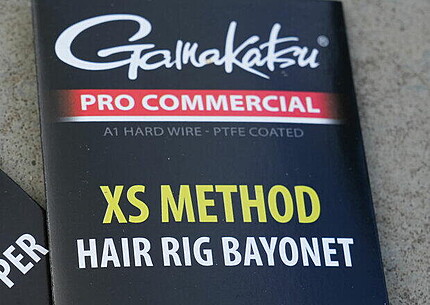 Gamakatsu®
PRO COMMERCIAL
A1 HARD WIRE - PTFE COATED
XS METHOD
HAIR RIG BAYONET
PER